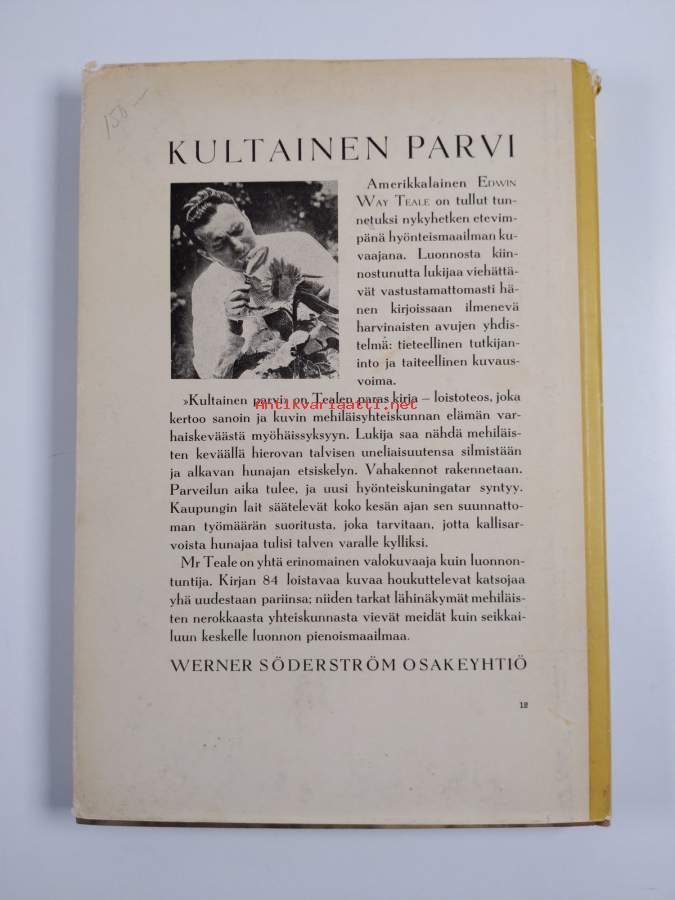 150 —
KULTAINEN PARVI
Amerikkalainen EDWIN
WAY TEALE on tullut tun-
netuksi nykyhetken etevim-
pänä hyönteismaailman ku-
vaajana. Luonnosta kiin-
nostunutta lukijaa viehättä-
vät vastustamattomasti hä-
nen kirjoissaan ilmenevä
harvinaisten avujen yhdis-
telmä: tieteellinen tutkijan-
into ja taiteellinen kuvaus-
voima.
»Kultainen parvi» on Tealen paras kirja – loistoteos, joka
Antikvariaatti.net
kertoo sanoin ja kuvin mehiläisyhteiskunnan elämän var-
haiskeväästä myöhäissyksyyn. Lukija saa nähdä mehiläis-
ten keväällä hierovan talvisen uneliaisuutensa silmistään
ja alkavan hunajan etsiskelyn. Vahakennot rakennetaan.
Parveilun aika tulee, ja uusi hyönteiskuningatar syntyy.
Kaupungin lait säätelevät koko kesän ajan sen suunnatto-
man työmäärän suoritusta, joka tarvitaan, jotta kallisar-
voista hunajaa tulisi talven varalle kylliksi.
Mr Teale on yhtä erinomainen valokuvaaja kuin luonnon-
tuntija. Kirjan 84 loistavaa kuvaa houkuttelevat katsojaa
yhä uudestaan pariinsa; niiden tarkat lähinäkymät mehiläis-
ten nerokkaasta yhteiskunnasta vievät meidät kuin seikkai-
luun keskelle luonnon pienoismaailmaa.
WERNER SÖDERSTRÖM OSAKEYHTIÖ
12